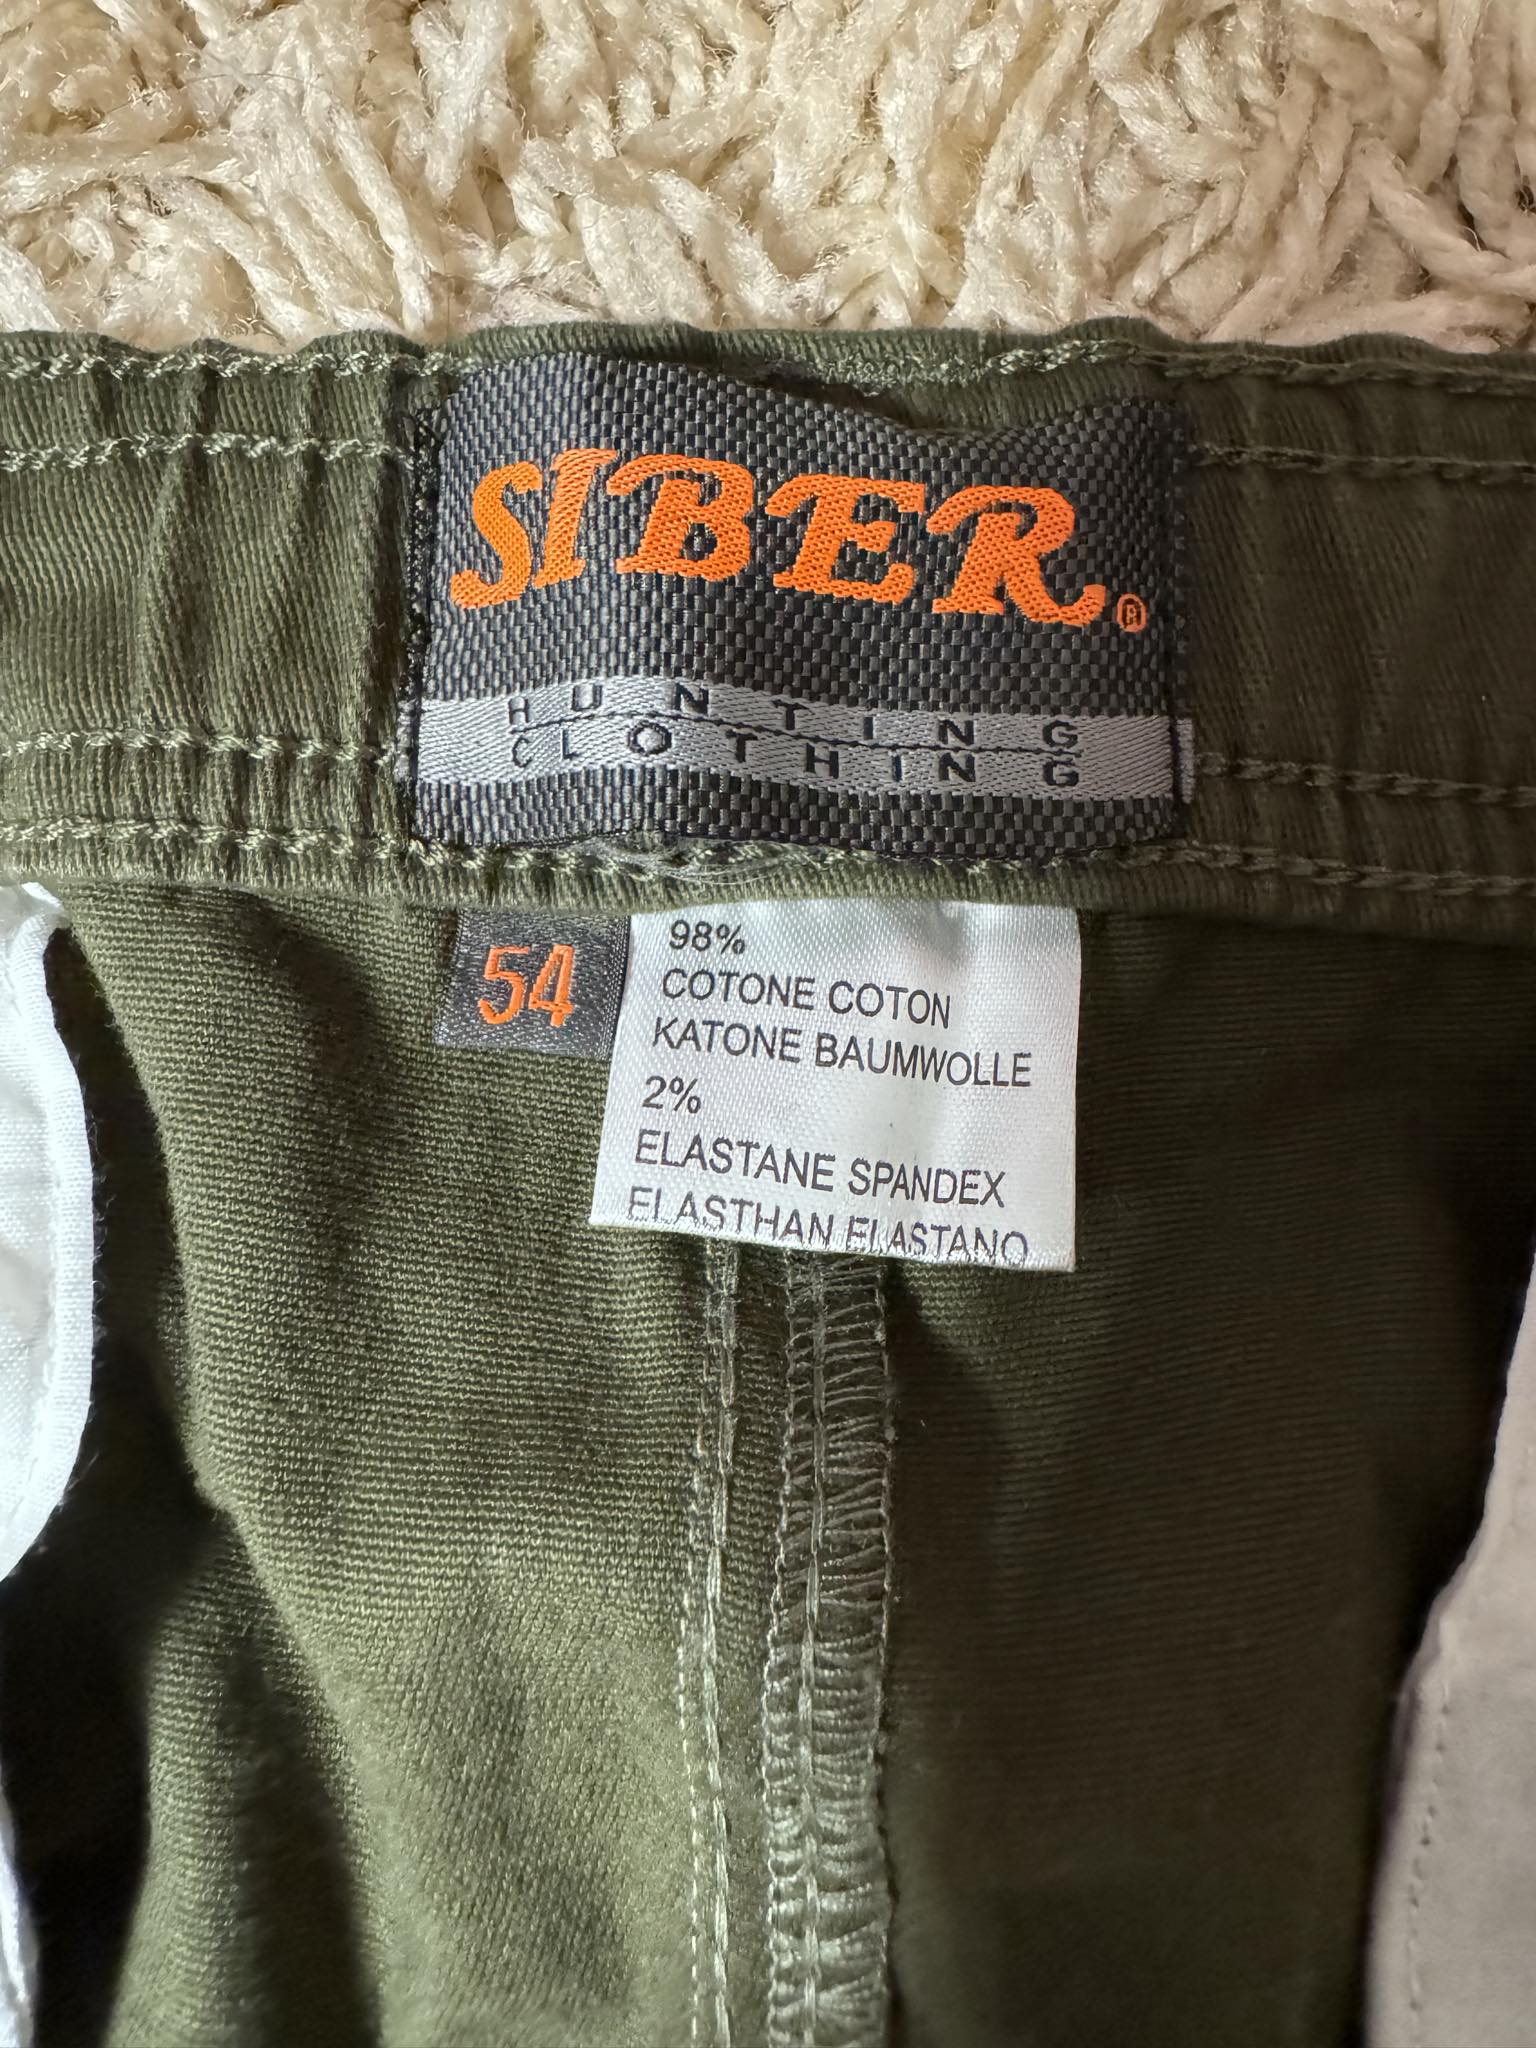 SIBER®
HUNTING
CLOTHING
54
98%
COTONE COTON
KATONE BAUMWOLLE
2%
ELASTANE SPANDEX
ELASTHAN ELASTANO